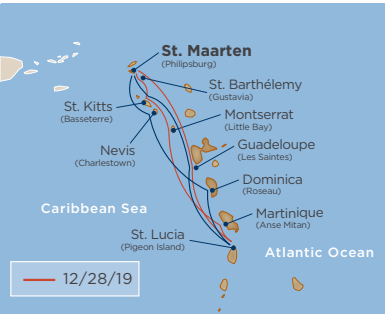 St. Maarten
(Philipsburg)
St. Barthélemy
(Gustavia)
St. Kitts
(Basseterre)
Montserrat
(Little Bay)
Nevis
(Charlestown)
Guadeloupe
(Les Saintes)
Dominica
(Roseau)
Caribbean Sea
Martinique
(Anse Mitan)
St. Lucia
(Pigeon Island)
Atlantic Ocean
12/28/19